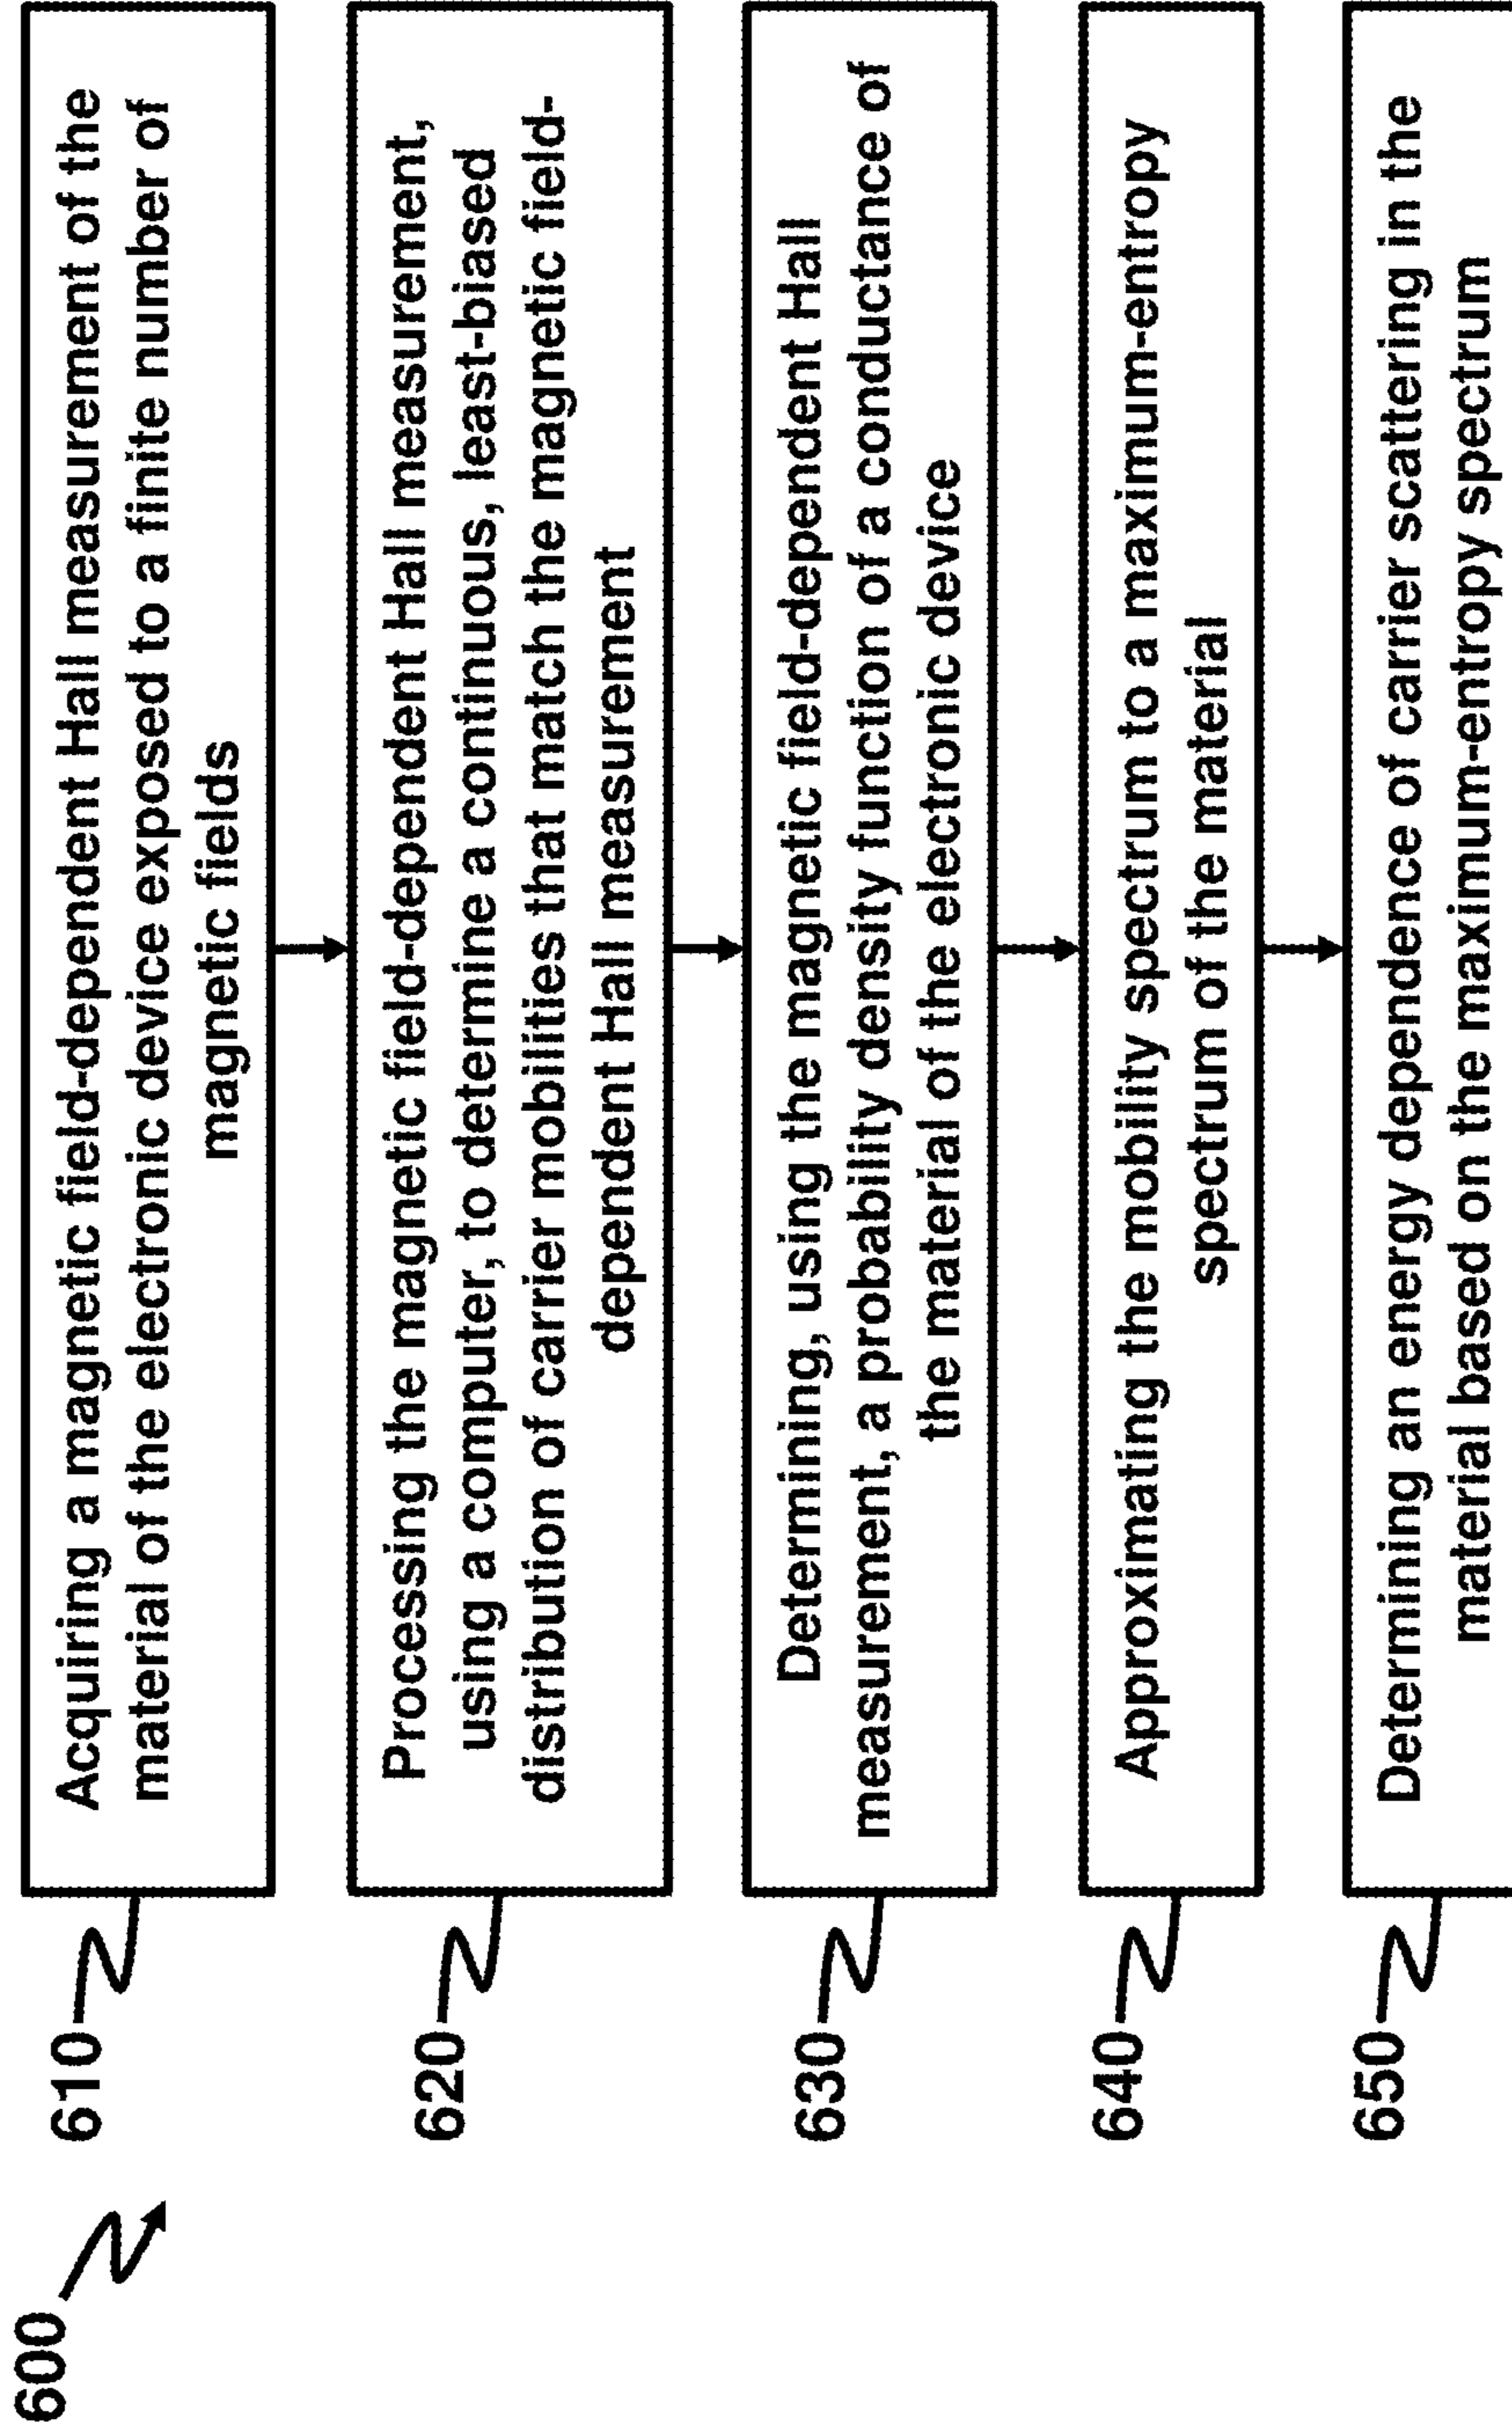 600
610
Acquiring a magnetic field-dependent Hall measurement of the
material of the electronic device exposed to a finite number of
magnetic fields
620
Processing the magnetic field-dependent Hall measurement,
using a computer, to determine a continuous, least-biased
distribution of carrier mobilities that match the magnetic field-
dependent Hall measurement
630
Determining, using the magnetic field-dependent Hall
measurement, a probability density function of a conductance of
the material of the electronic device
640
Approximating the mobility spectrum to a maximum-entropy
spectrum of the material
650
Determining an energy dependence of carrier scattering in the
material based on the maximum-entropy spectrum